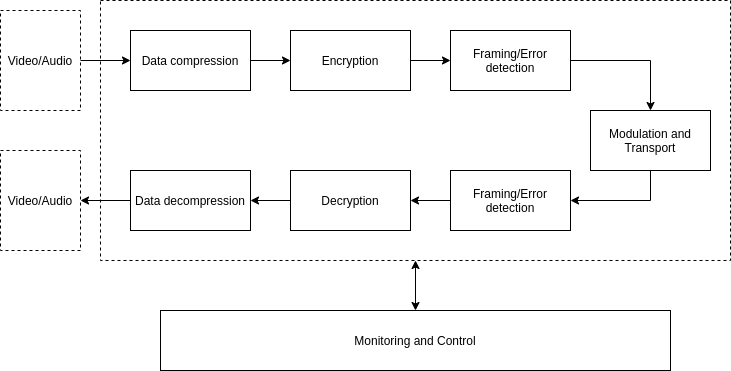 Video/Audio
Data compression
Encryption
Framing/Error
detection
Modulation and
Transport
Video/Audio
Data decompression
Decryption
Framing/Error
detection
Monitoring and Control